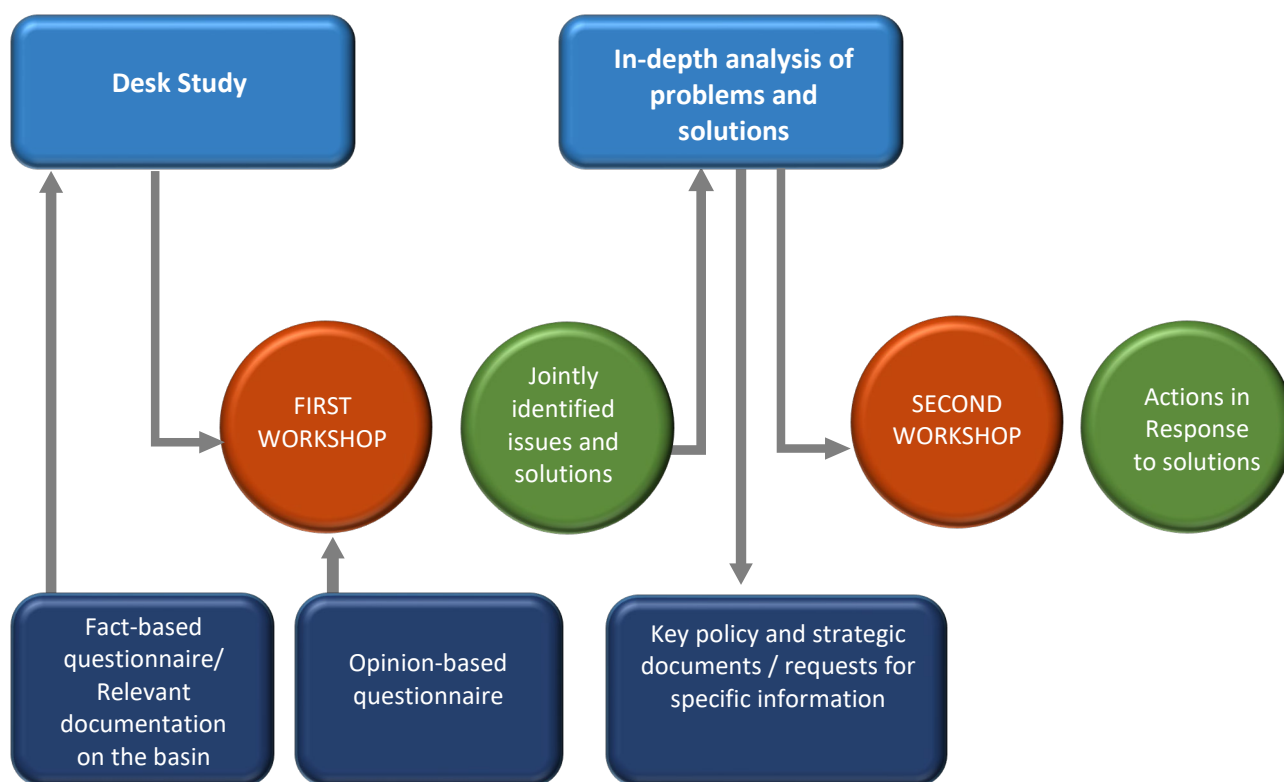 Desk Study
In-depth analysis of
problems and
solutions
FIRST
WORKSHOP
Jointly
identified
issues and
solutions
SECOND
WORKSHOP
Actions in
Response
to solutions
Fact-based
questionnaire/
Relevant
documentation
on the basin
Opinion-based
questionnaire
Key policy and strategic
documents / requests for
specific information